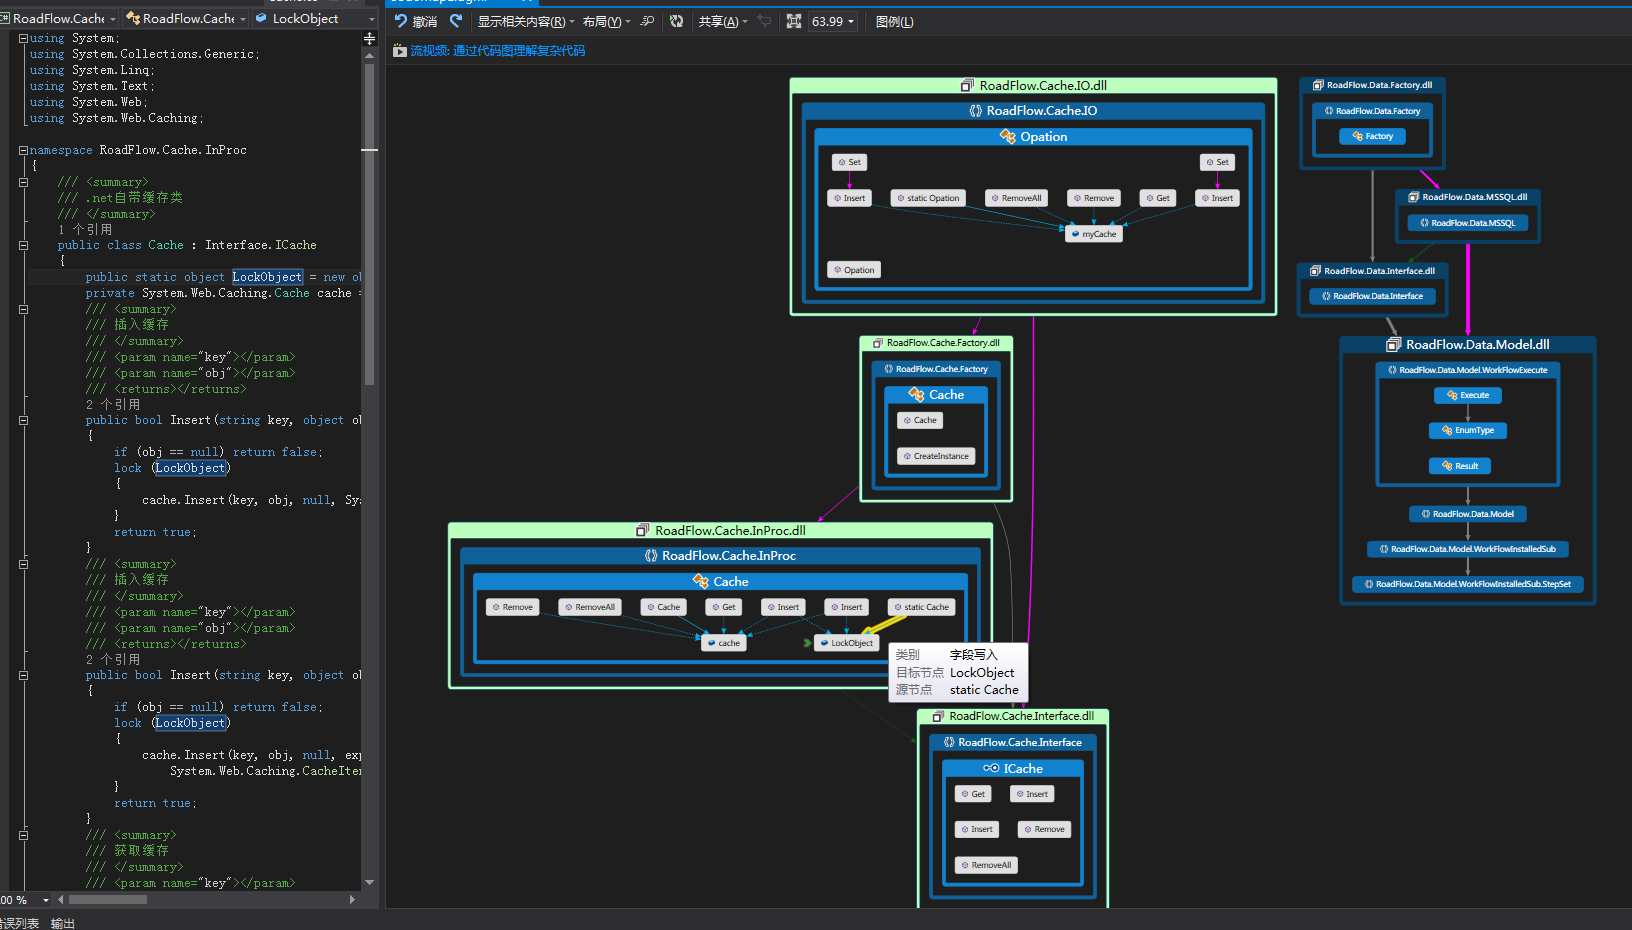 RoadFlow.Cache
RoadFlow.Cache
LockObject
using System;
using System.Collections.Generic;
using System.Linq;
using System.Text;
using System.Web;
using System.Web.Caching;
namespace RoadFlow.Cache.InProc
{
/// <summary>
/// .net自带缓存类
/// </summary>
1 个引用
public class Cache : Interface.ICache
{
public static object LockObject = new ob
private System.Web.Caching.Cache cache =
/// <summary>
/// 插入缓存
/// </summary>
/// <param name="key"></param>
/// <param name="obj"></param>
/// <returns></returns>
2 个引用
public bool Insert(string key, object ob
{
if (obj == null) return false;
lock (LockObject)
{
cache.Insert(key, obj, null, Sy
}
return true;
}
/// <summary>
/// 插入缓存
/// </summary>
/// <param name="key"></param>
/// <param name="obj"></param>
/// <returns></returns>
2 个引用
public bool Insert(string key, object ob
{
if (obj == null) return false;
lock (LockObject)
{
cache.Insert(key, obj, null, exp
System.Web.Caching.CacheIte
}
return true;
}
/// <summary>
/// 获取缓存
/// </summary>
/// <param name="key"></param>
00 %
错误列表 输出
撤消 显示相关内容(R) 布局(Y) 共享(A) 63.99 图例(L)
流视频: 通过代码图理解复杂代码
RoadFlow.Cache.IO.dll
RoadFlow.Cache.IO
Opation
Set
Set
Insert
static Opation
RemoveAll
Remove
Get
Insert
myCache
Opation
RoadFlow.Cache.Factory.dll
RoadFlow.Cache.Factory
Cache
Cache
CreateInstance
RoadFlow.Cache.InProc.dll
RoadFlow.Cache.InProc
Cache
Remove
RemoveAll
Cache
Get
Insert
Insert
static Cache
cache
LockObject
类别 字段写入
目标节点 LockObject
源节点 static Cache
RoadFlow.Cache.Interface.dll
RoadFlow.Cache.Interface
ICache
Get
Insert
Insert
Remove
RemoveAll
RoadFlow.Data.Factory.dll
RoadFlow.Data.Factory
Factory
RoadFlow.Data.MSSQL.dll
RoadFlow.Data.MSSQL
RoadFlow.Data.Interface.dll
RoadFlow.Data.Interface
RoadFlow.Data.Model.dll
RoadFlow.Data.Model.WorkFlowExecute
Execute
EnumType
Result
RoadFlow.Data.Model
RoadFlow.Data.Model.WorkFlowInstalledSub
RoadFlow.Data.Model.WorkFlowInstalledSub.StepSet